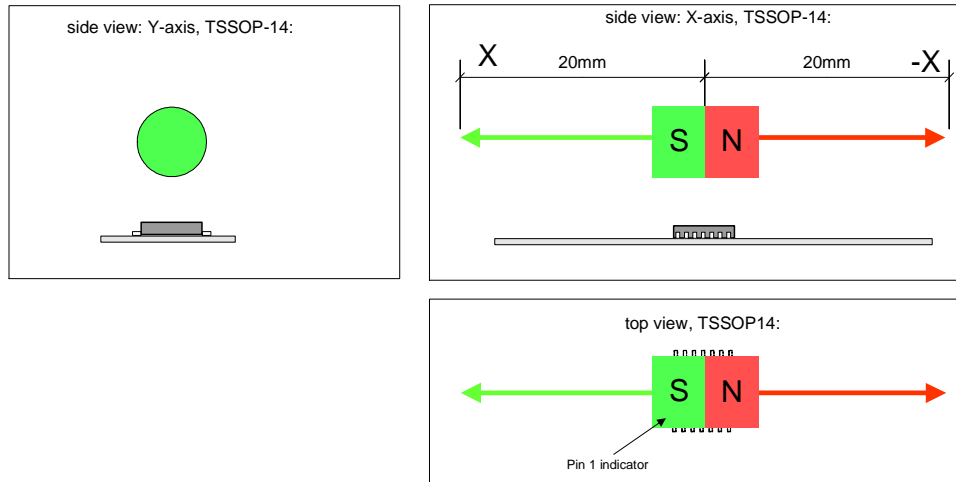 side view: Y-axis, TSSOP-14:
side view: X-axis, TSSOP-14:
X
20mm
20mm
-X
S
N
top view, TSSOP14:
S
N
Pin 1 indicator